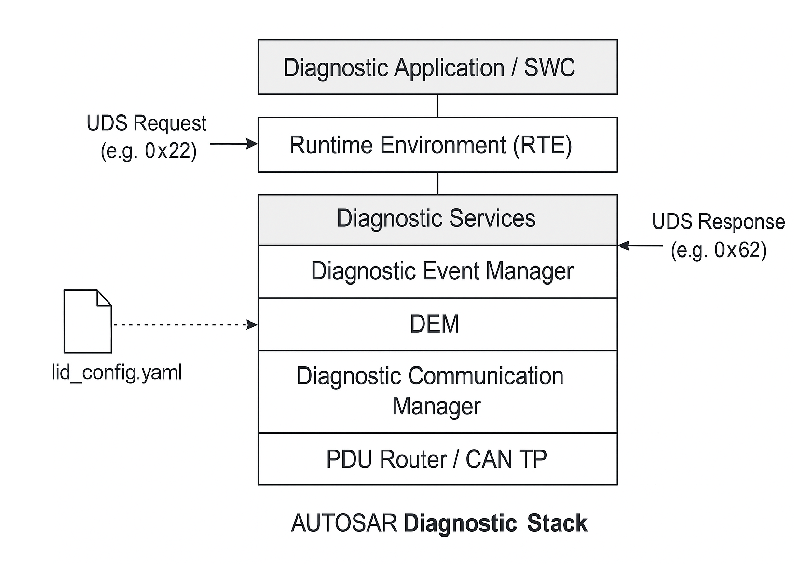 Diagnostic Application / SWC
UDS Request
(e.g. 0x22)
Runtime Environment (RTE)
Diagnostic Services
UDS Response
(e.g. 0x62)
Diagnostic Event Manager
DEM
lid_config.yaml
Diagnostic Communication
Manager
PDU Router / CAN TP
AUTOSAR Diagnostic Stack